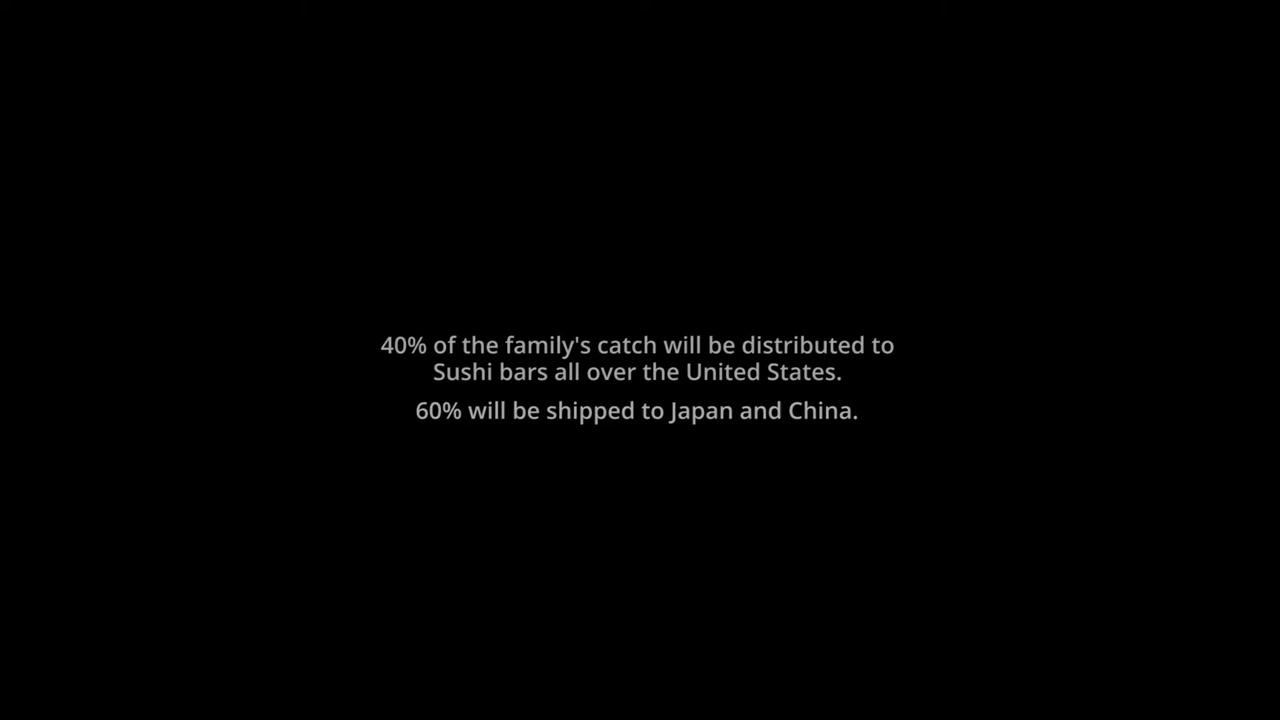 40% of the family's catch will be distributed to
Sushi bars all over the United States.
60% will be shipped to Japan and China.